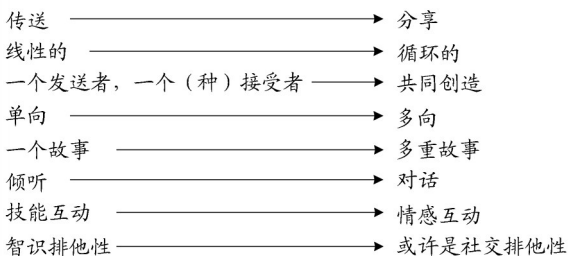 传送 → 分享
线性的 → 循环的
一个发送者，一个（种）接受者 → 共同创造
单向 → 多向
一个故事 → 多重故事
倾听 → 对话
技能互动 → 情感互动
智识排他性 → 或许是社交排他性